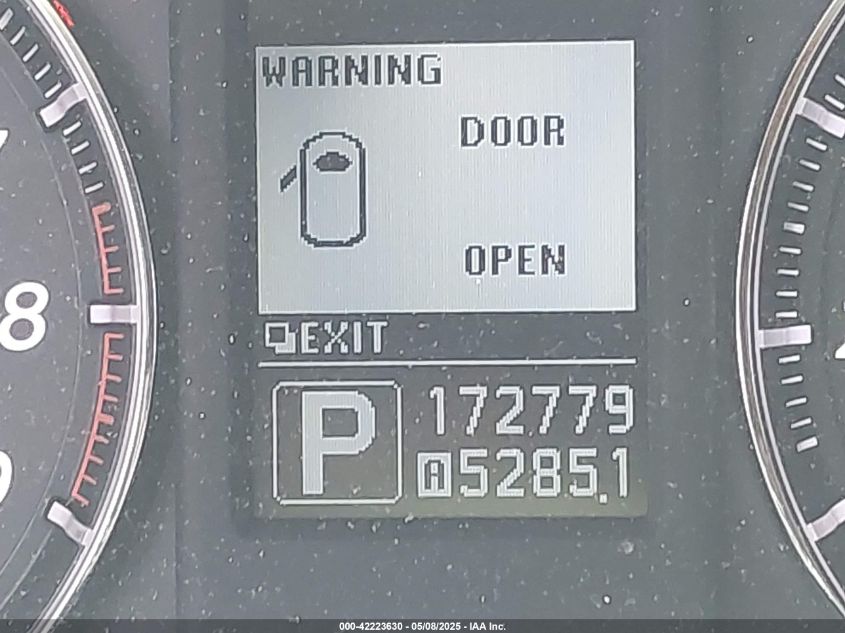 WARNING
DOOR
OPEN
EXIT
P
172779
A 5285.1
8
000-42223630 - 05/08/2025 - IAA Inc.